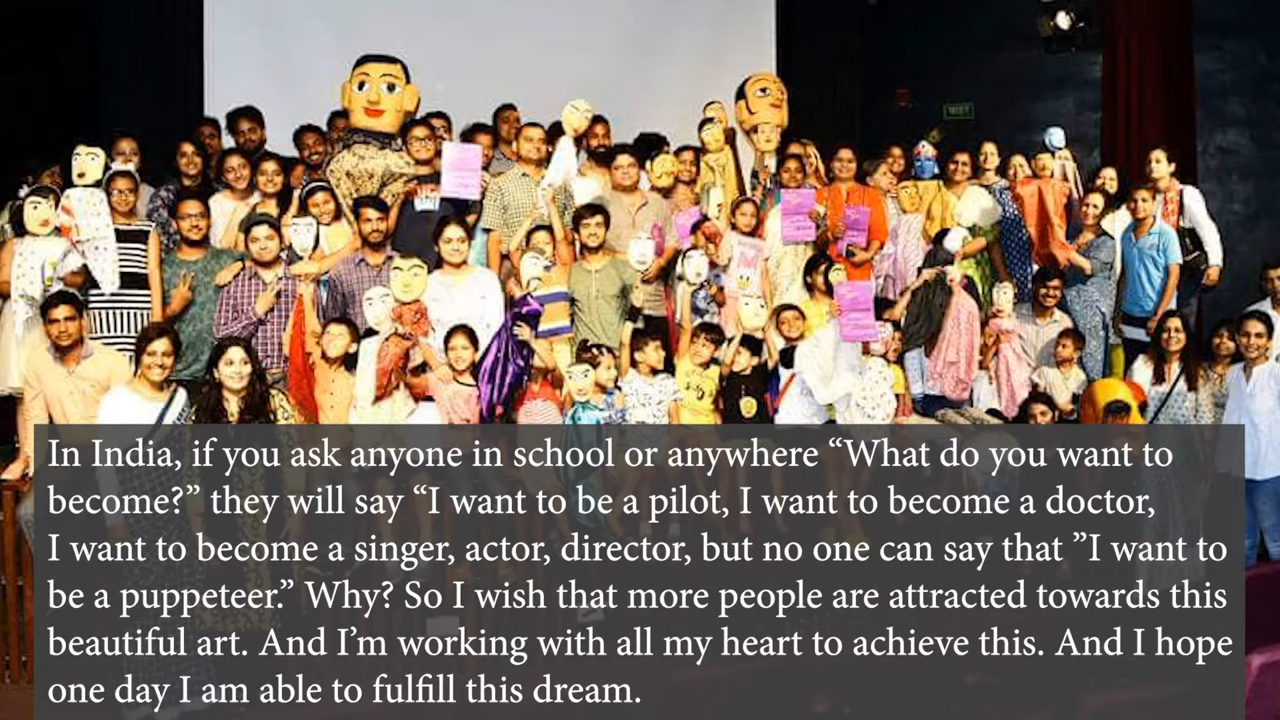 In India, if you ask anyone in school or anywhere “What do you want to
become?” they will say “I want to be a pilot, I want to become a doctor,
I want to become a singer, actor, director, but no one can say that ”I want to
be a puppeteer.” Why? So I wish that more people are attracted towards this
beautiful art. And I’m working with all my heart to achieve this. And I hope
one day I am able to fulfill this dream.